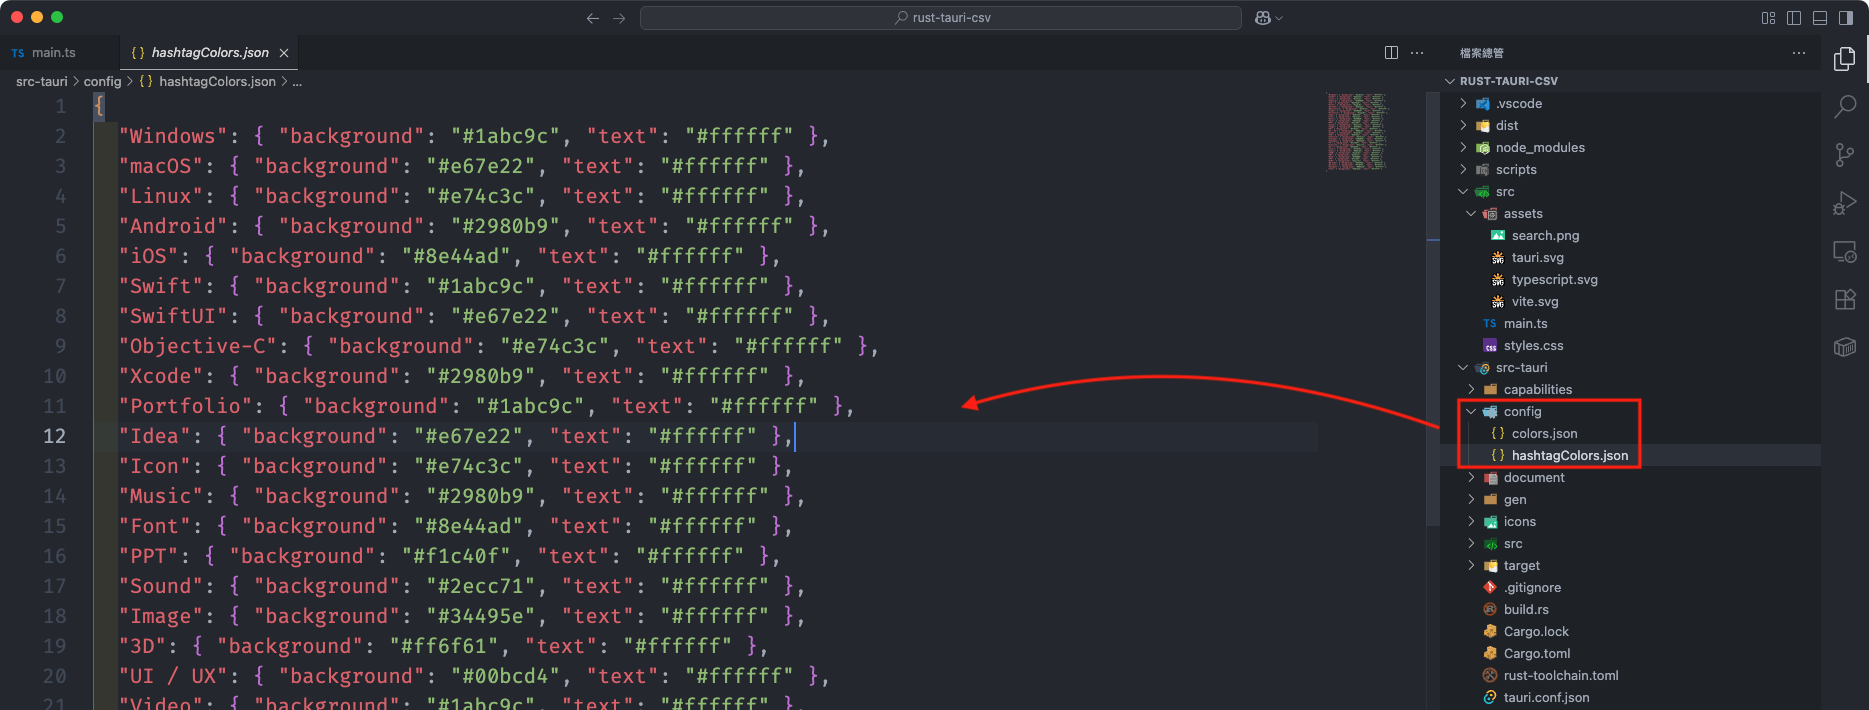 rust-tauri-csv
TS main.ts
{ } hashtagColors.json
檔案總管
src-tauri > config > { } hashtagColors.json > ...
1 {
2 "Windows": { "background": "#1abc9c", "text": "#ffffff" },
3 "macOS": { "background": "#e67e22", "text": "#ffffff" },
4 "Linux": { "background": "#e74c3c", "text": "#ffffff" },
5 "Android": { "background": "#2980b9", "text": "#ffffff" },
6 "iOS": { "background": "#8e44ad", "text": "#ffffff" },
7 "Swift": { "background": "#1abc9c", "text": "#ffffff" },
8 "SwiftUI": { "background": "#e67e22", "text": "#ffffff" },
9 "Objective-C": { "background": "#e74c3c", "text": "#ffffff" },
10 "Xcode": { "background": "#2980b9", "text": "#ffffff" },
11 "Portfolio": { "background": "#1abc9c", "text": "#ffffff" },
12 "Idea": { "background": "#e67e22", "text": "#ffffff" },
13 "Icon": { "background": "#e74c3c", "text": "#ffffff" },
14 "Music": { "background": "#2980b9", "text": "#ffffff" },
15 "Font": { "background": "#8e44ad", "text": "#ffffff" },
16 "PPT": { "background": "#f1c40f", "text": "#ffffff" },
17 "Sound": { "background": "#2ecc71", "text": "#ffffff" },
18 "Image": { "background": "#34495e", "text": "#ffffff" },
19 "3D": { "background": "#ff6f61", "text": "#ffffff" },
20 "UI / UX": { "background": "#00bcd4", "text": "#ffffff" },
21 "Video": { "background": "#1abc9c", "text": "#ffffff" },
RUST-TAURI-CSV
.vscode
dist
node_modules
scripts
src
assets
search.png
tauri.svg
typescript.svg
vite.svg
TS main.ts
styles.css
src-tauri
capabilities
config
{ } colors.json
{ } hashtagColors.json
document
gen
icons
src
target
.gitignore
build.rs
Cargo.lock
Cargo.toml
rust-toolchain.toml
tauri.conf.json